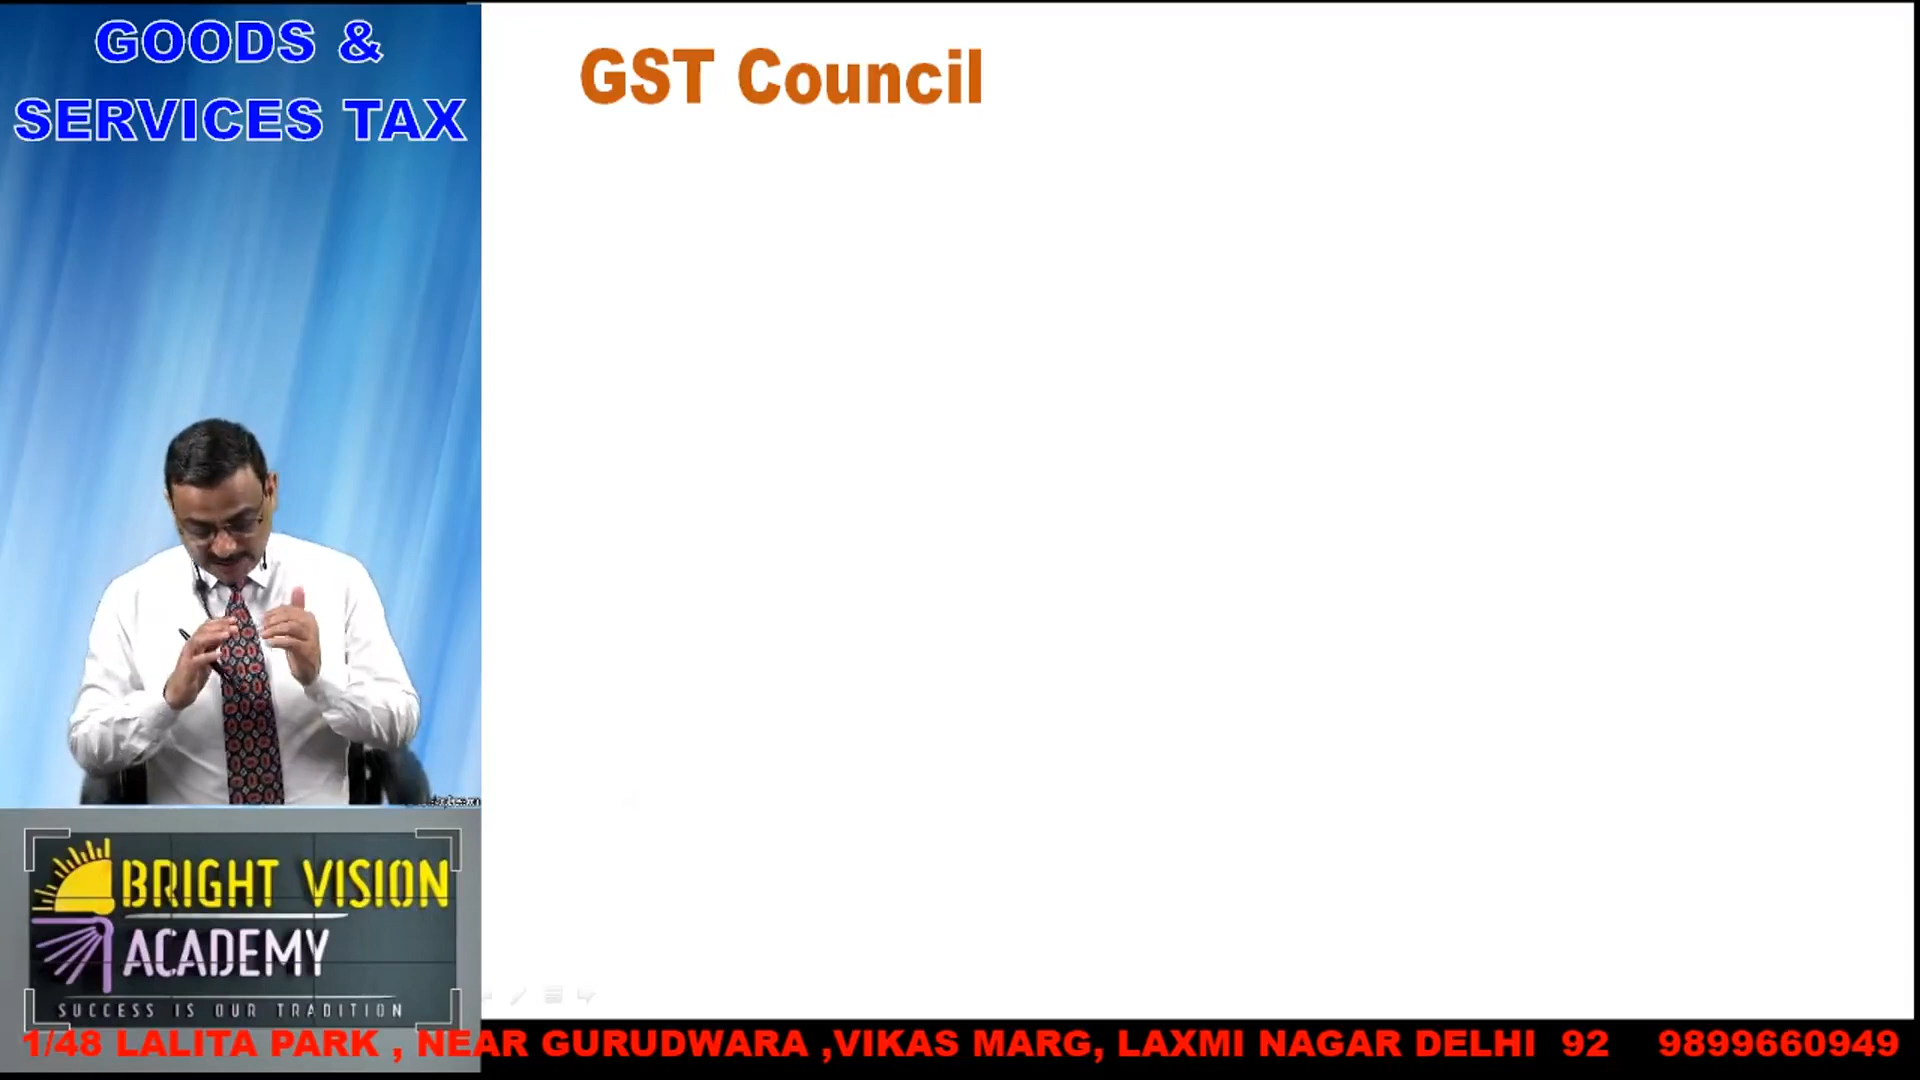 GOODS &
SERVICES TAX
GST Council
BRIGHT VISION
ACADEMY
SUCCESS IS OUR TRADITION
1/48 LALITA PARK , NEAR GURUDWARA ,VIKAS MARG, LAXMI NAGAR DELHI 92 9899660949